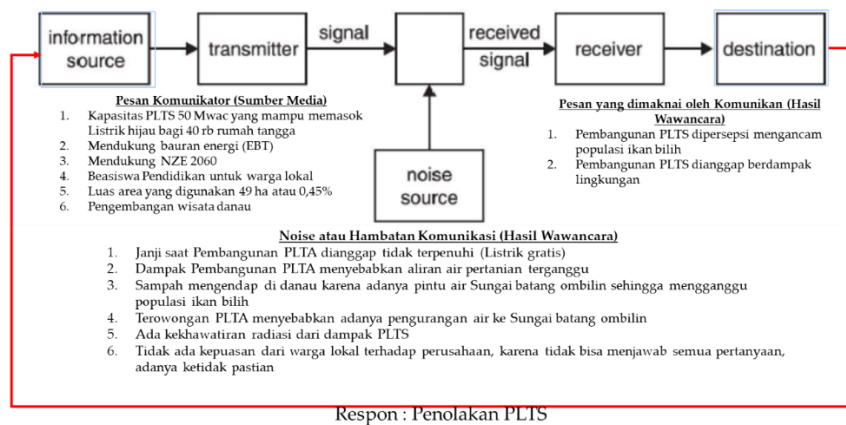 information
source
transmitter
signal
received
signal
receiver
destination
noise
source
Pesan Komunikator (Sumber Media)
1. Kapasitas PLTS 50 Mwac yang mampu memasok
Listrik hijau bagi 40 rb rumah tangga
2. Mendukung bauran energi (EBT)
3. Mendukung NZE 2060
4. Beasiswa Pendidikan untuk warga lokal
5. Luas area yang digunakan 49 ha atau 0,45%
6. Pengembangan wisata danau
Pesan yang dimaknai oleh Komunikan (Hasil
Wawancara)
1. Pembangunan PLTS dipersepsi mengancam
populasi ikan bilih
2. Pembangunan PLTS dianggap berdampak
lingkungan
Noise atau Hambatan Komunikasi (Hasil Wawancara)
1. Janji saat Pembangunan PLTA dianggap tidak terpenuhi (Listrik gratis)
2. Dampak Pembangunan PLTA menyebabkan aliran air pertanian terganggu
3. Sampah mengendap di danau karena adanya pintu air Sungai batang ombilin sehingga mengganggu
populasi ikan bilih
4. Terowongan PLTA menyebabkan adanya pengurangan air ke Sungai batang ombilin
5. Ada kekhawatiran radiasi dari dampak PLTS
6. Tidak ada kepuasan dari warga lokal terhadap perusahaan, karena tidak bisa menjawab semua pertanyaan,
adanya ketidak pastian
Respon : Penolakan PLTS